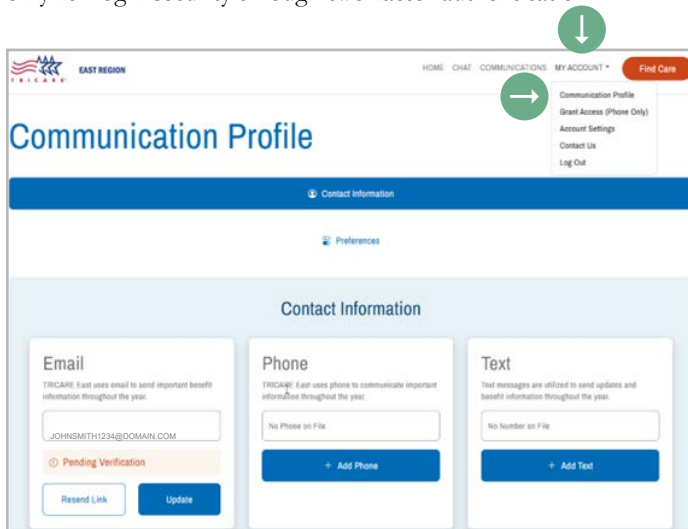 TRICARE
EAST REGION
HOME CHAT COMMUNICATIONS MY ACCOUNT Find Care
Communication Profile
Grant Access (Phone Only)
Account Settings
Contact Us
Log Out
Communication Profile
Contact Information
Preferences
Contact Information
Email
TRICARE East uses email to send important benefit
information throughout the year.
JOHNSMITH1234@DOMAIN.COM
Pending Verification
Resend Link Update
Phone
TRICARE East uses phone to communicate important
information throughout the year.
No Phone on File
+ Add Phone
Text
Text messages are utilized to send updates and
benefit information throughout the year.
No Number on File
+ Add Text